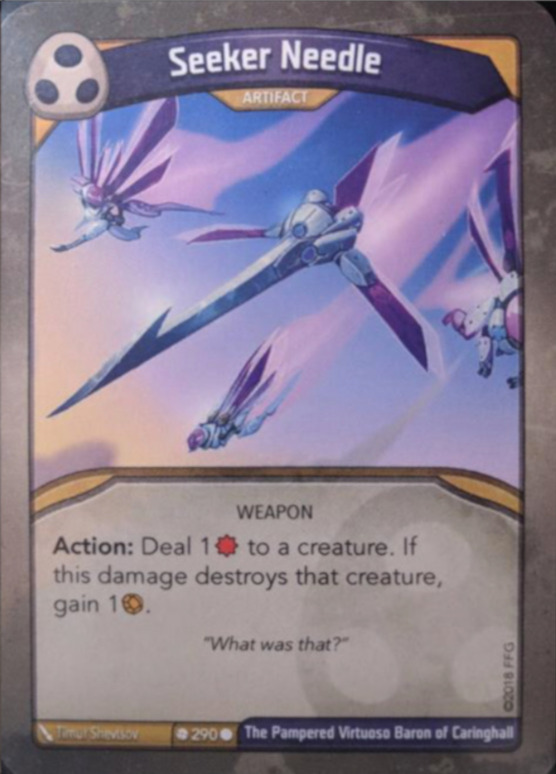 Seeker Needle
ARTIFACT
WEAPON
Action: Deal 1 to a creature. If
this damage destroys that creature,
gain 1.
"What was that?"
©2018 FFG
Timur Shevtsov
290
The Pampered Virtuoso Baron of Caringhall